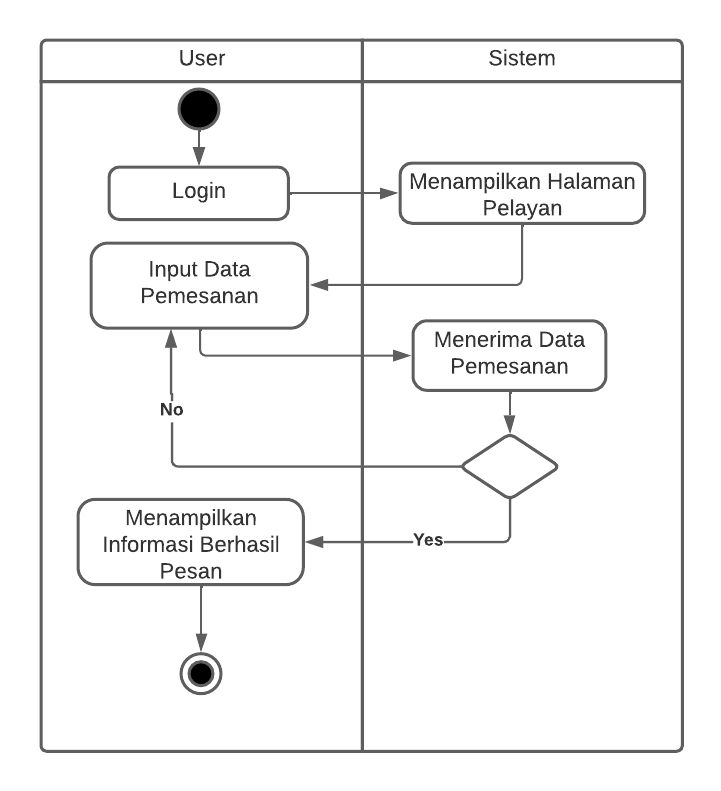 User
Sistem
Login
Menampilkan Halaman
Pelayan
Input Data
Pemesanan
Menerima Data
Pemesanan
No
Menampilkan
Informasi Berhasil
Pesan
Yes